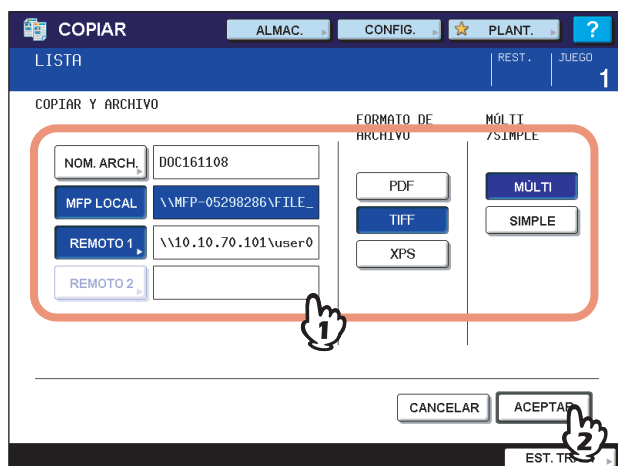 COPIAR
ALMAC.
CONFIG.
PLANT.
?
LISTA
REST.
JUEGO
1
COPIAR Y ARCHIVO
FORMATO DE
ARCHIVO
MÚLTI
/SIMPLE
NOM. ARCH.
DOC161108
MFP LOCAL
\\MFP-05298286\FILE_
REMOTO 1
\\10.10.70.101\user0
REMOTO 2
PDF
TIFF
XPS
MÚLTI
SIMPLE
1
CANCELAR
ACEPTAR
2
EST.